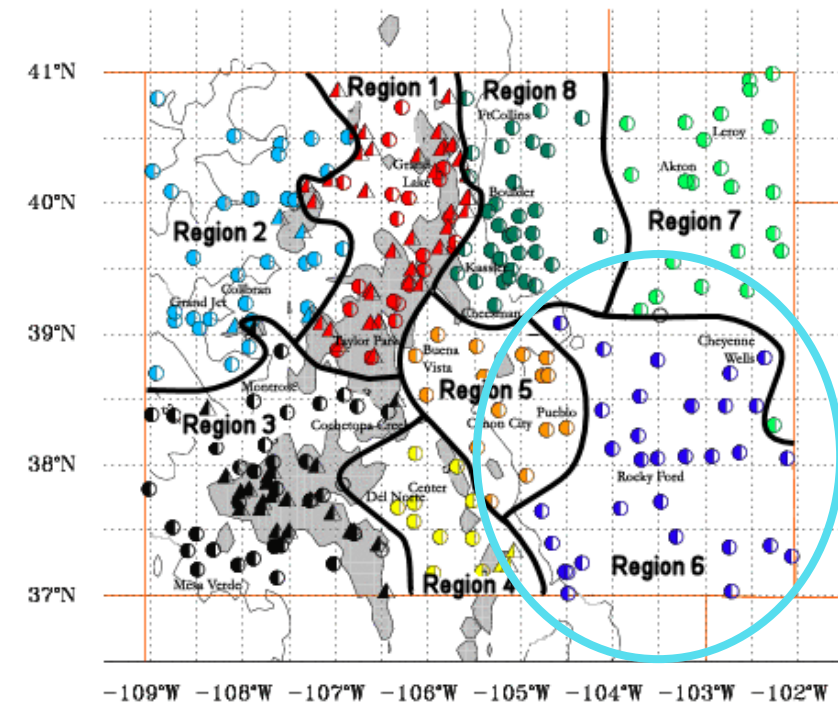 41°N
Region 1
Region 8
FtCollins
Leroy
Grand
Lake
Akron
Boulder
40°N
Region 2
Region 7
Kassler
Collbran
Grand Jct
Cheesman
39°N
Taylor Park
Buena
Vista
Cheyenne
Wells
Montrose
Region 5
Region 3
Cochetopa Creek
Pueblo
Canon City
38°N
Rocky Ford
Center
Del Norte
Region 6
Mesa Verde
Region 4
37°N
-109°W -108°W -107°W -106°W -105°W -104°W -103°W -102°W